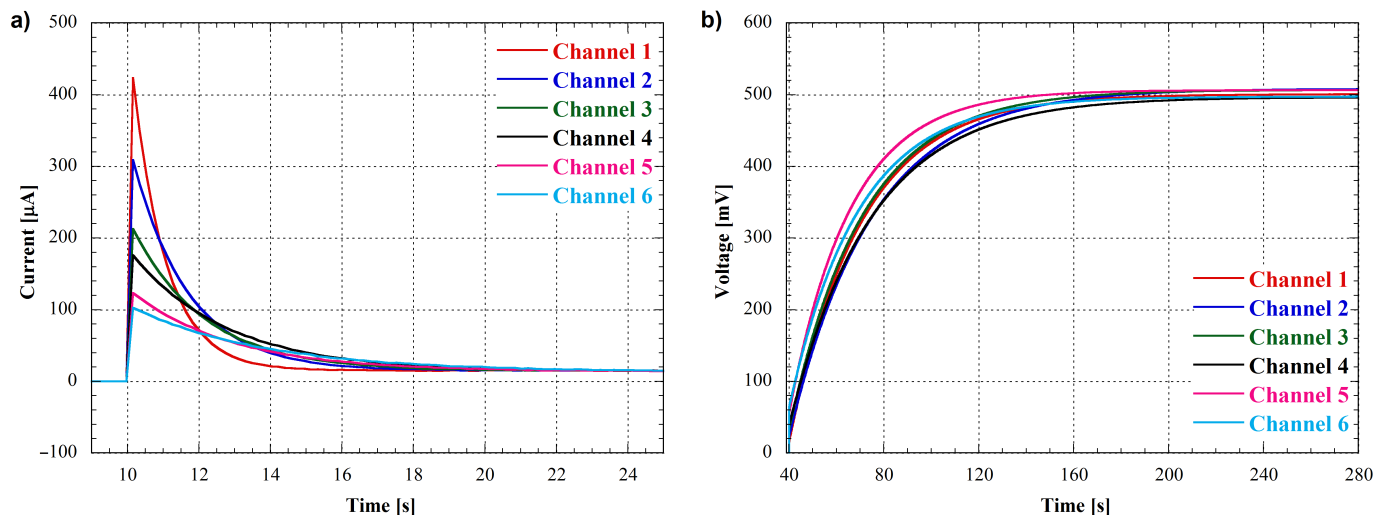 a)
500
400
300
200
100
0
−100
Current [µA]
10
12
14
16
18
20
22
24
Time [s]
Channel 1
Channel 2
Channel 3
Channel 4
Channel 5
Channel 6
b)
600
500
400
300
200
100
0
Voltage [mV]
40
80
120
160
200
240
280
Time [s]
Channel 1
Channel 2
Channel 3
Channel 4
Channel 5
Channel 6